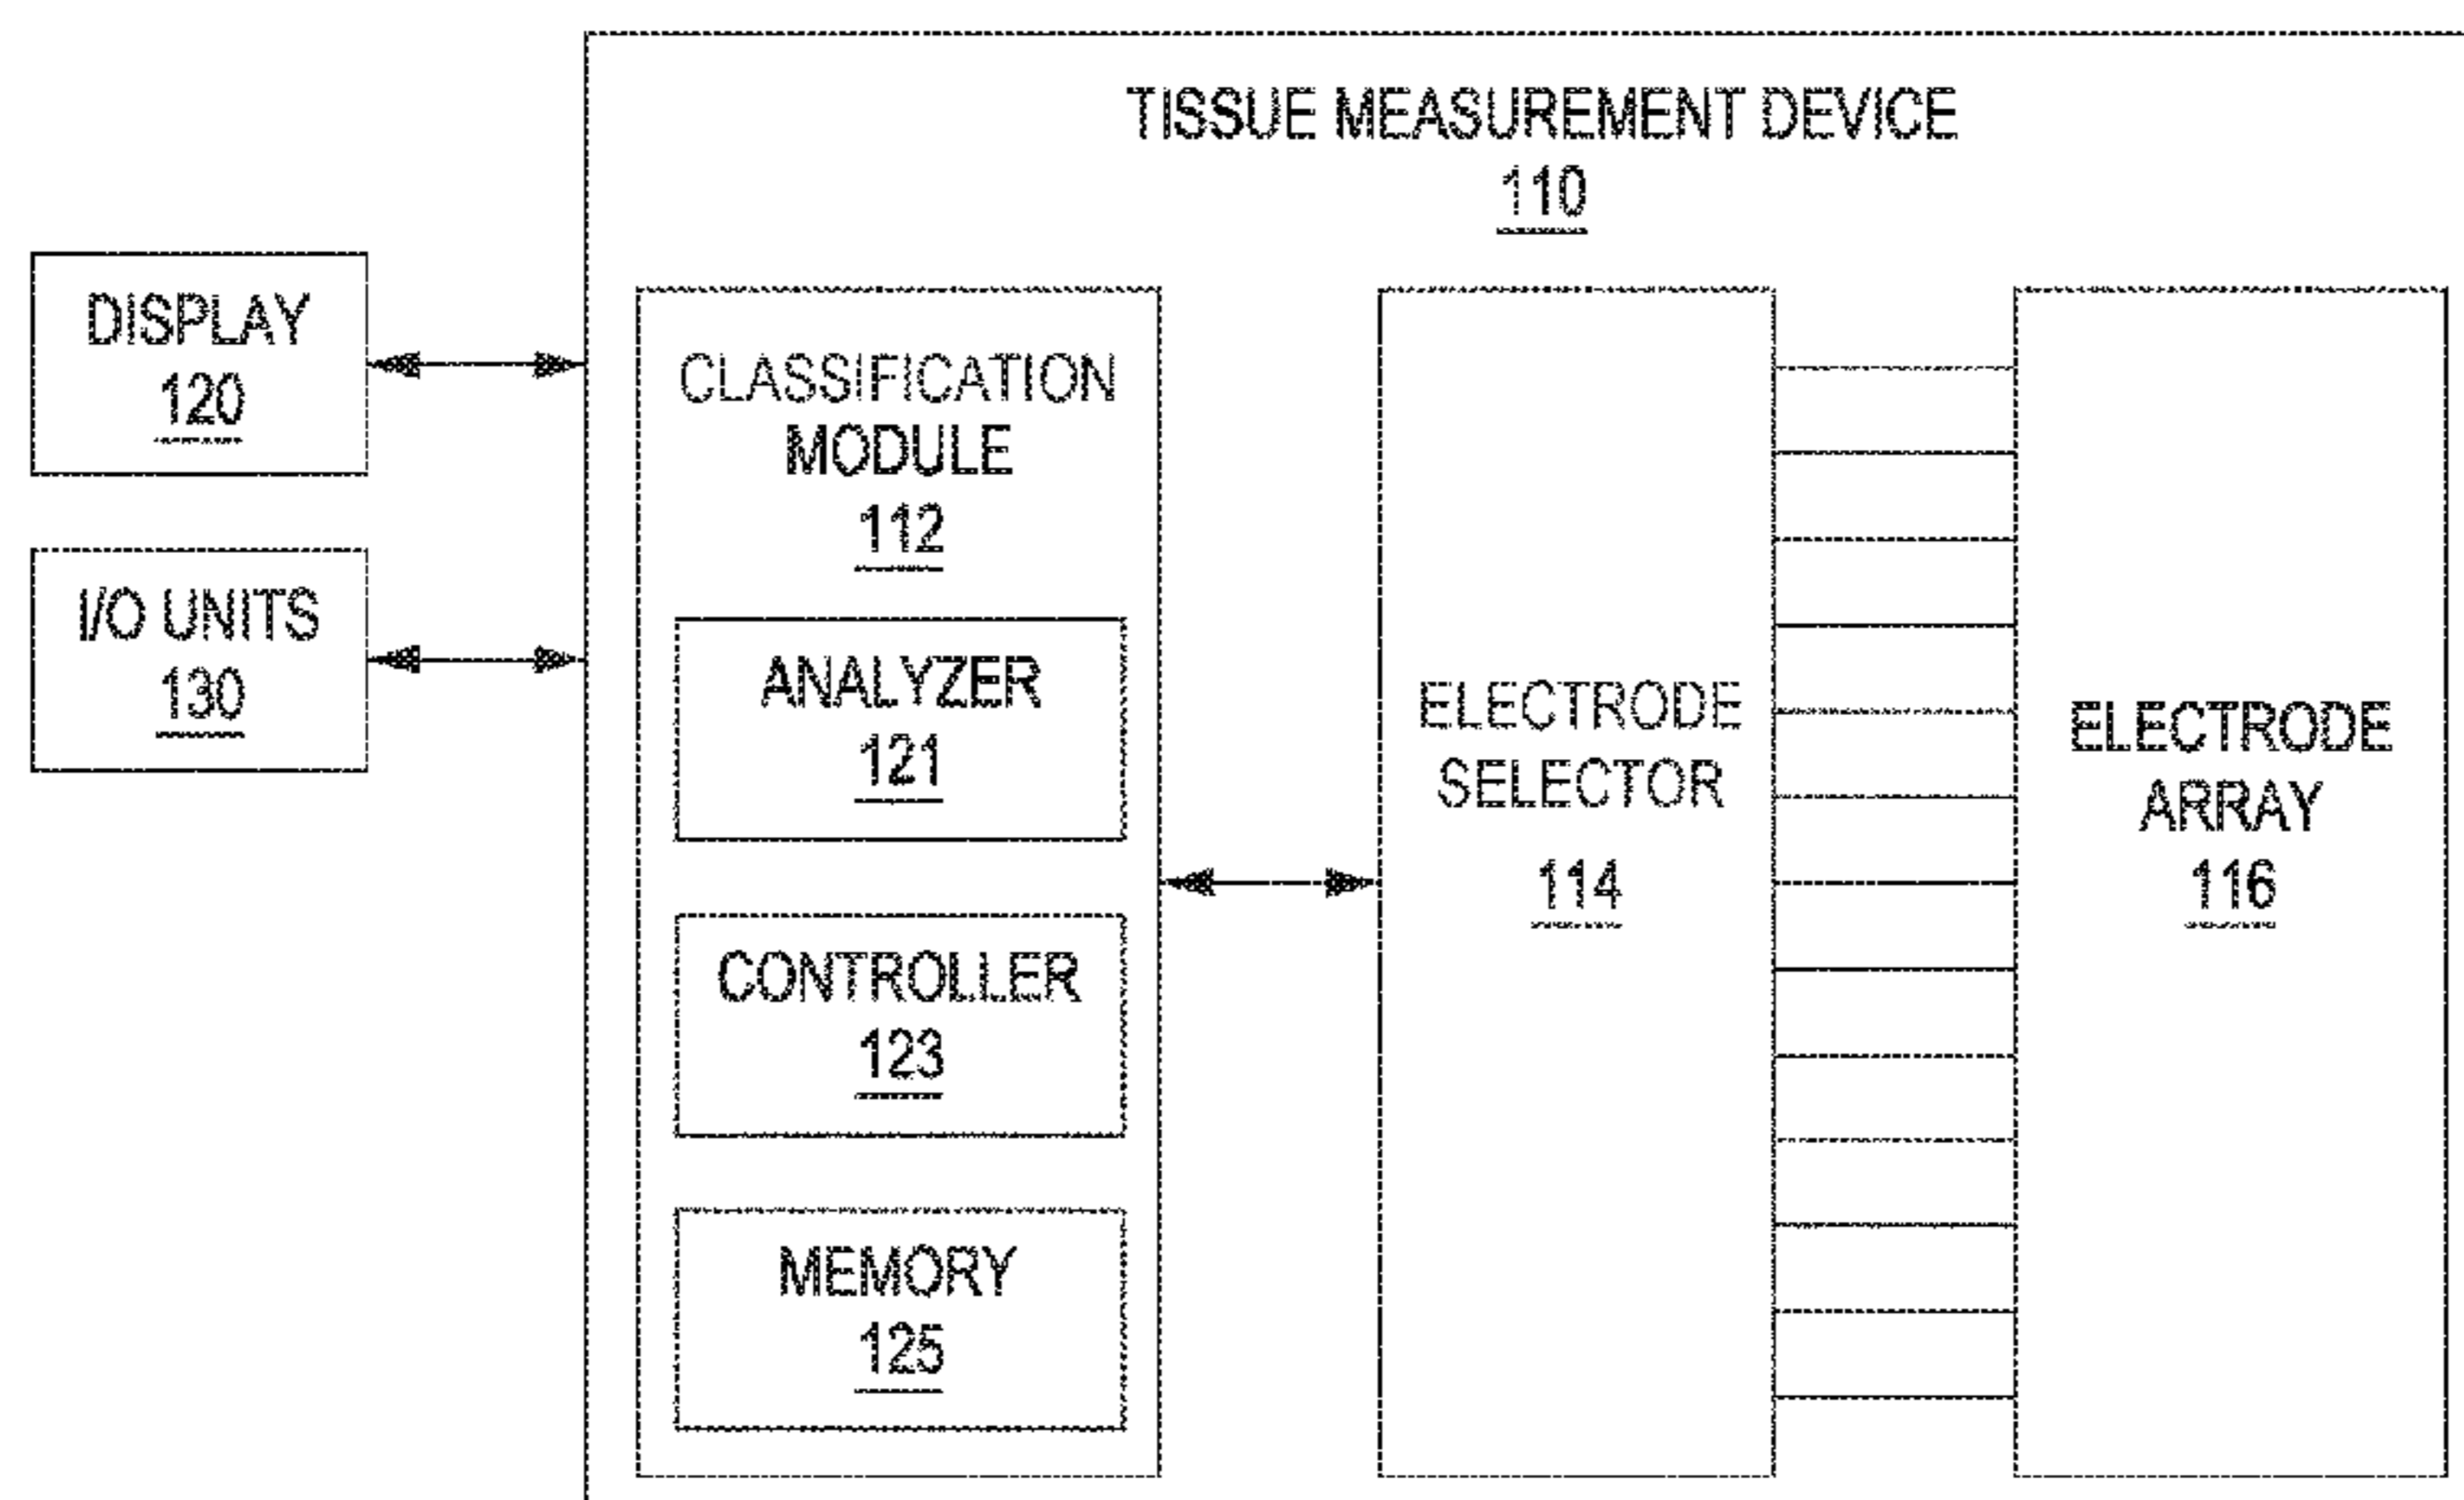 TISSUE MEASUREMENT DEVICE
110
DISPLAY
120
I/O UNITS
130
CLASSIFICATION
MODULE
112
ANALYZER
121
CONTROLLER
123
MEMORY
125
ELECTRODE
SELECTOR
114
ELECTRODE
ARRAY
116